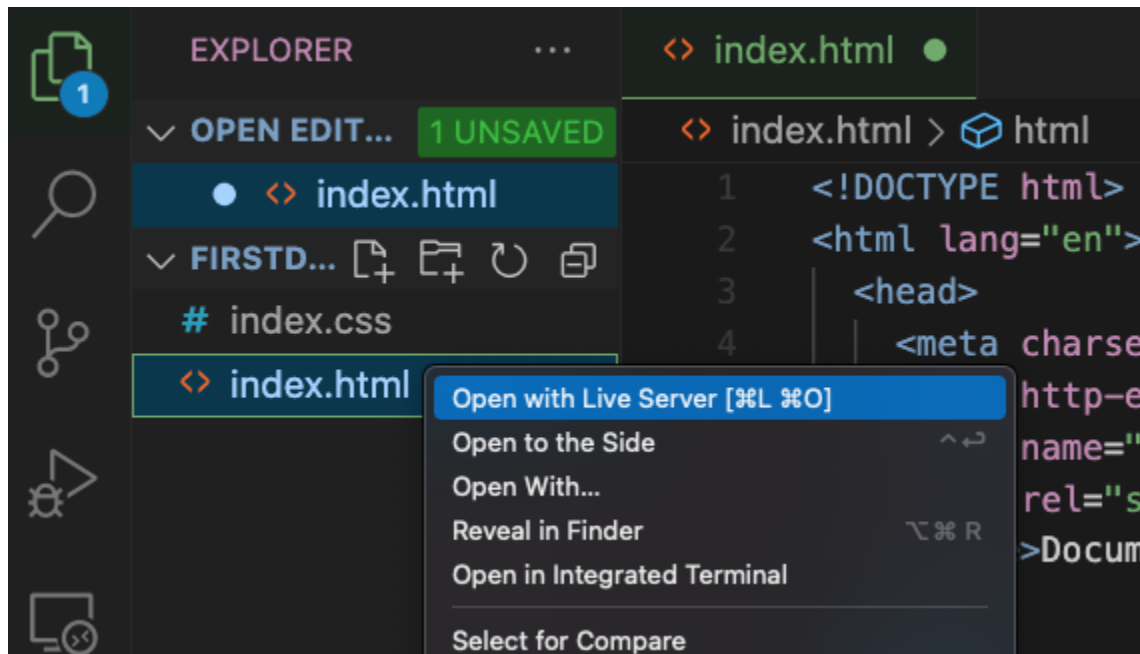 EXPLORER ...
1
OPEN EDIT... 1 UNSAVED
index.html
FIRSTD...
# index.css
index.html
index.html
index.html > html
1 <!DOCTYPE html>
2 <html lang="en">
3 <head>
4 <meta charse
http-e
name="
rel="s
>Docum
Open with Live Server [⌘L ⌘O]
Open to the Side ^⏎
Open With...
Reveal in Finder ⌥⌘ R
Open in Integrated Terminal
Select for Compare